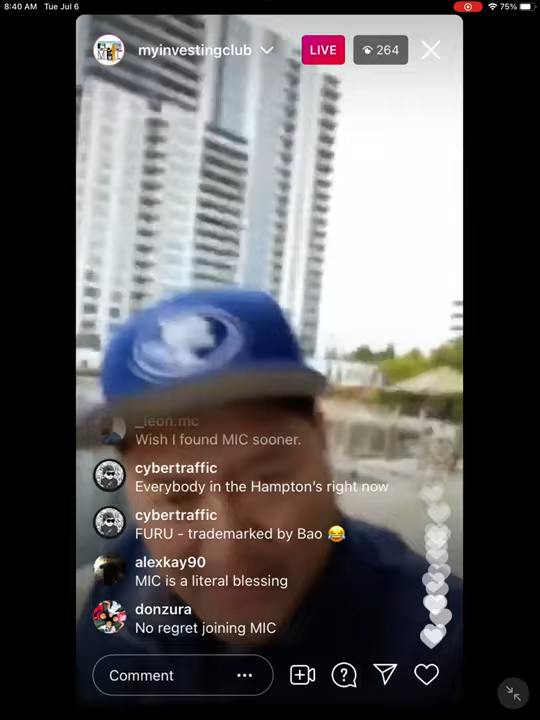 8:40 AM Tue Jul 6
75%
myinvestingclub
LIVE
264
_leon.mc
Wish I found MIC sooner.
cybertraffic
Everybody in the Hampton's right now
cybertraffic
FURU - trademarked by Bao 😂
alexkay90
MIC is a literal blessing
donzura
No regret joining MIC
Comment